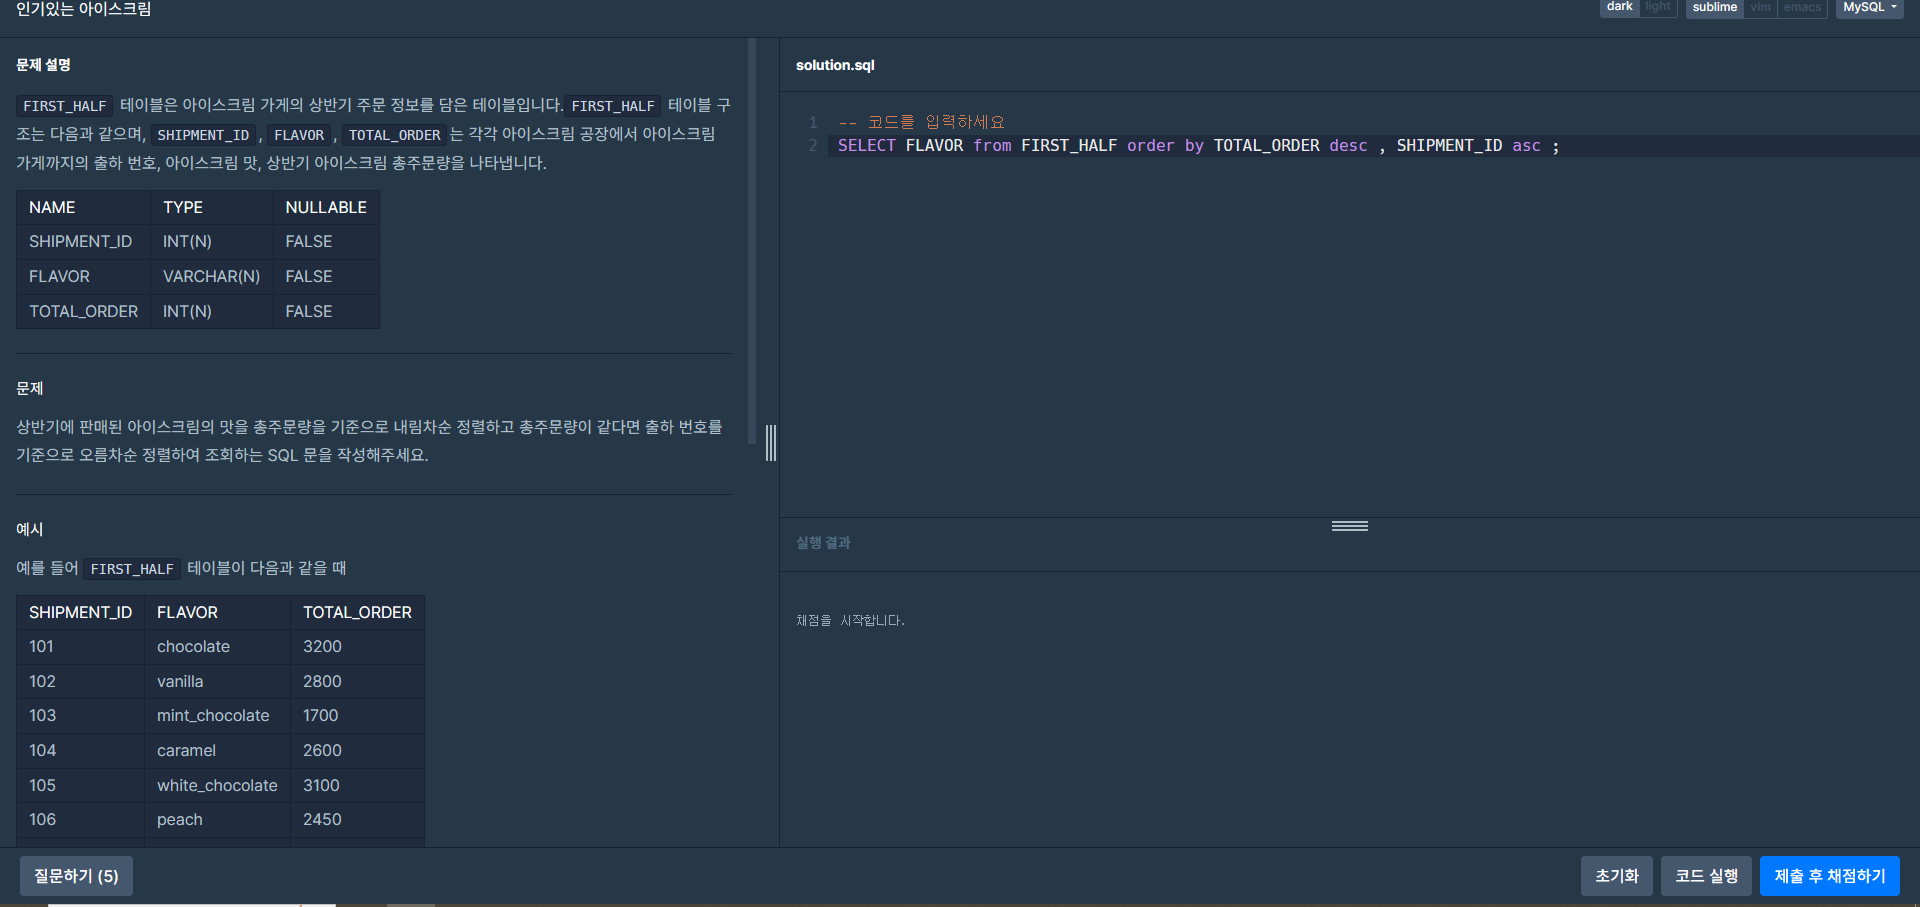 인기있는 아이스크림
dark light sublime vim emacs MySQL
문제 설명
FIRST_HALF 테이블은 아이스크림 가게의 상반기 주문 정보를 담은 테이블입니다. FIRST_HALF 테이블 구
조는 다음과 같으며, SHIPMENT_ID, FLAVOR, TOTAL_ORDER 는 각각 아이스크림 공장에서 아이스크림
가게까지의 출하 번호, 아이스크림 맛, 상반기 아이스크림 총주문량을 나타냅니다.
NAME TYPE NULLABLE
SHIPMENT_ID INT(N) FALSE
FLAVOR VARCHAR(N) FALSE
TOTAL_ORDER INT(N) FALSE
문제
상반기에 판매된 아이스크림의 맛을 총주문량을 기준으로 내림차순 정렬하고 총주문량이 같다면 출하 번호를
기준으로 오름차순 정렬하여 조회하는 SQL 문을 작성해주세요.
예시
예를 들어 FIRST_HALF 테이블이 다음과 같을 때
SHIPMENT_ID FLAVOR TOTAL_ORDER
101 chocolate 3200
102 vanilla 2800
103 mint_chocolate 1700
104 caramel 2600
105 white_chocolate 3100
106 peach 2450
solution.sql
1 -- 코드를 입력하세요
2 SELECT FLAVOR from FIRST_HALF order by TOTAL_ORDER desc , SHIPMENT_ID asc ;
실행 결과
채점을 시작합니다.
질문하기 (5)
초기화 코드 실행 제출 후 채점하기